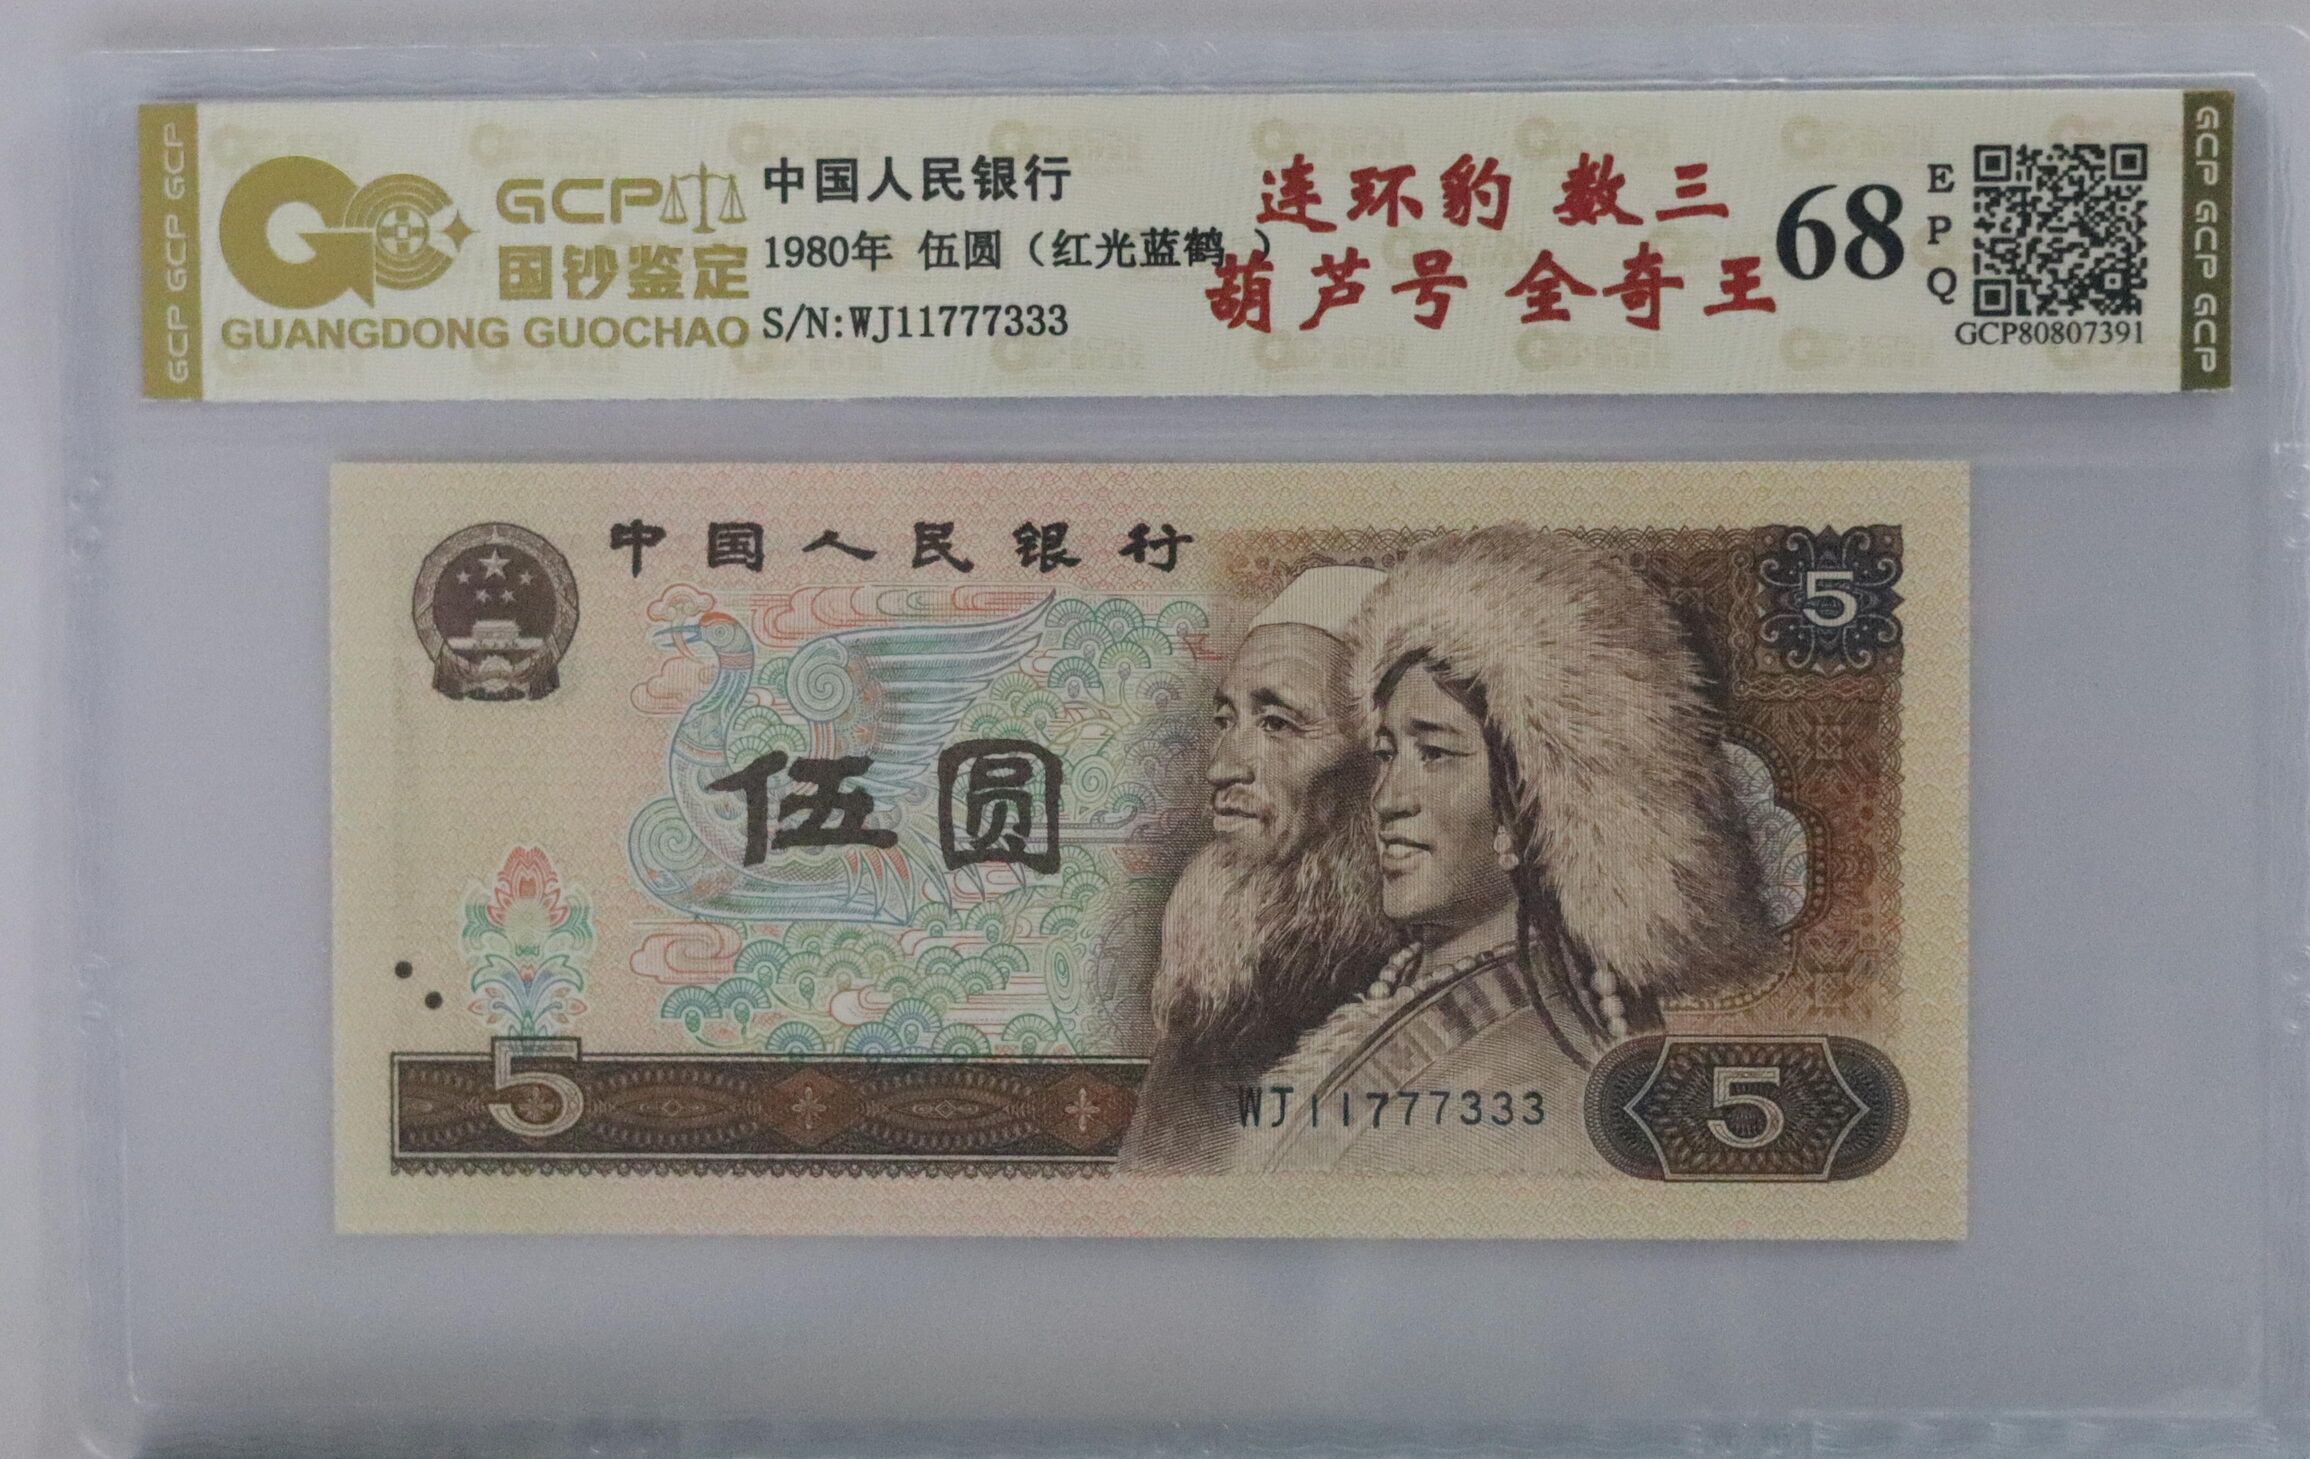 GCP GCP GCP
GCP
国钞鉴定
GUANGDONG GUOCHAO
中国人民银行
1980年 伍圆（红光蓝鹤 ）
S/N:WJ11777333
连环豹 数三
葫芦号 全奇王
68
E
P
Q
GCP80807391
GCP GCP GCP
中国人民银行
5
伍圆
5
WJ11777333
5